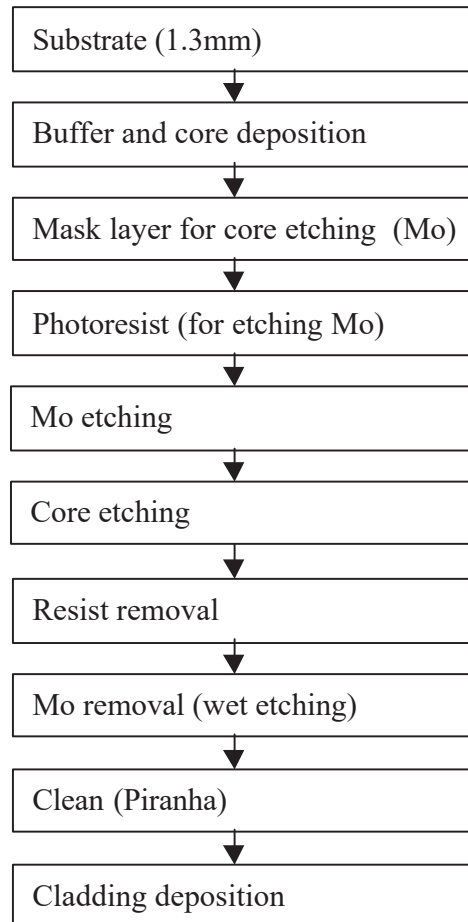 Substrate (1.3mm)
Buffer and core deposition
Mask layer for core etching (Mo)
Photoresist (for etching Mo)
Mo etching
Core etching
Resist removal
Mo removal (wet etching)
Clean (Piranha)
Cladding deposition